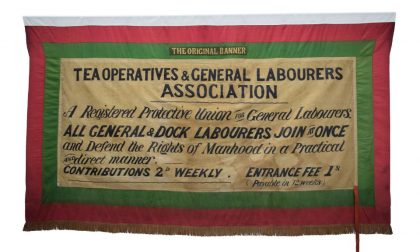 THE ORIGINAL BANNER
TEA OPERATIVES & GENERAL LABOURERS
ASSOCIATION
A Registered Protective Union FOR General Labourers.
ALL GENERAL & DOCK LABOURERS JOIN AT ONCE
and Defend the Rights of Manhood in a Practical
and direct manner.
CONTRIBUTIONS 2D WEEKLY. ENTRANCE FEE 1s
(Payable in 12 weeks)